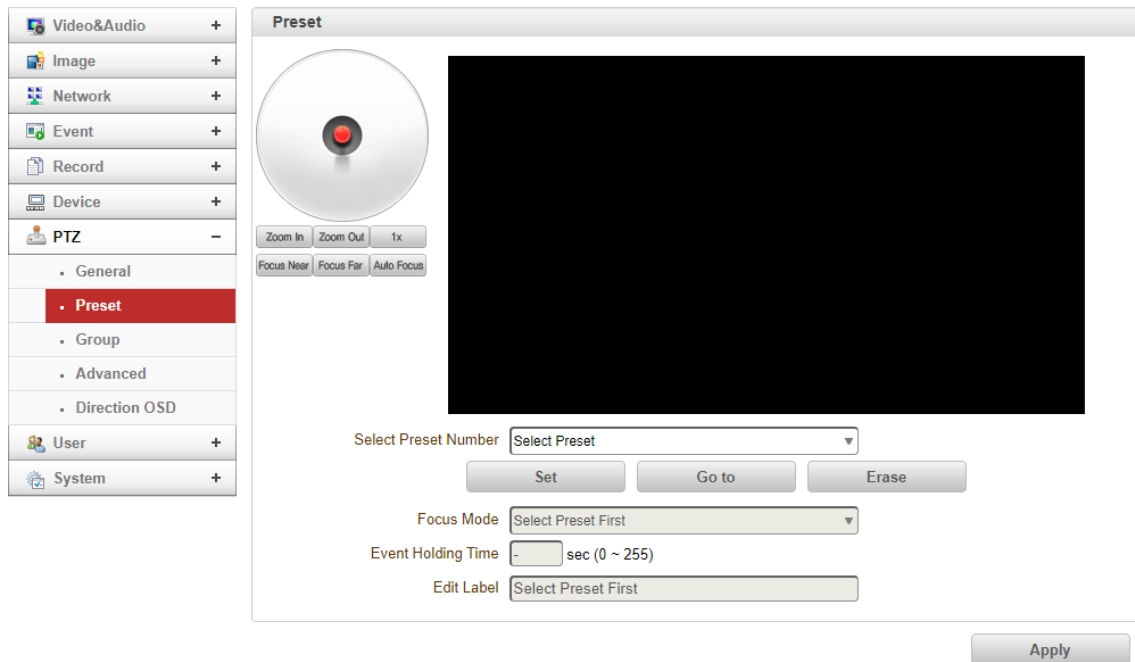 Video&Audio +
Image +
Network +
Event +
Record +
Device +
PTZ −
General
Preset
Group
Advanced
Direction OSD
User +
System +
Preset
Zoom In Zoom Out 1x
Focus Near Focus Far Auto Focus
Select Preset Number Select Preset
Set Go to Erase
Focus Mode Select Preset First
Event Holding Time - sec (0 ~ 255)
Edit Label Select Preset First
Apply